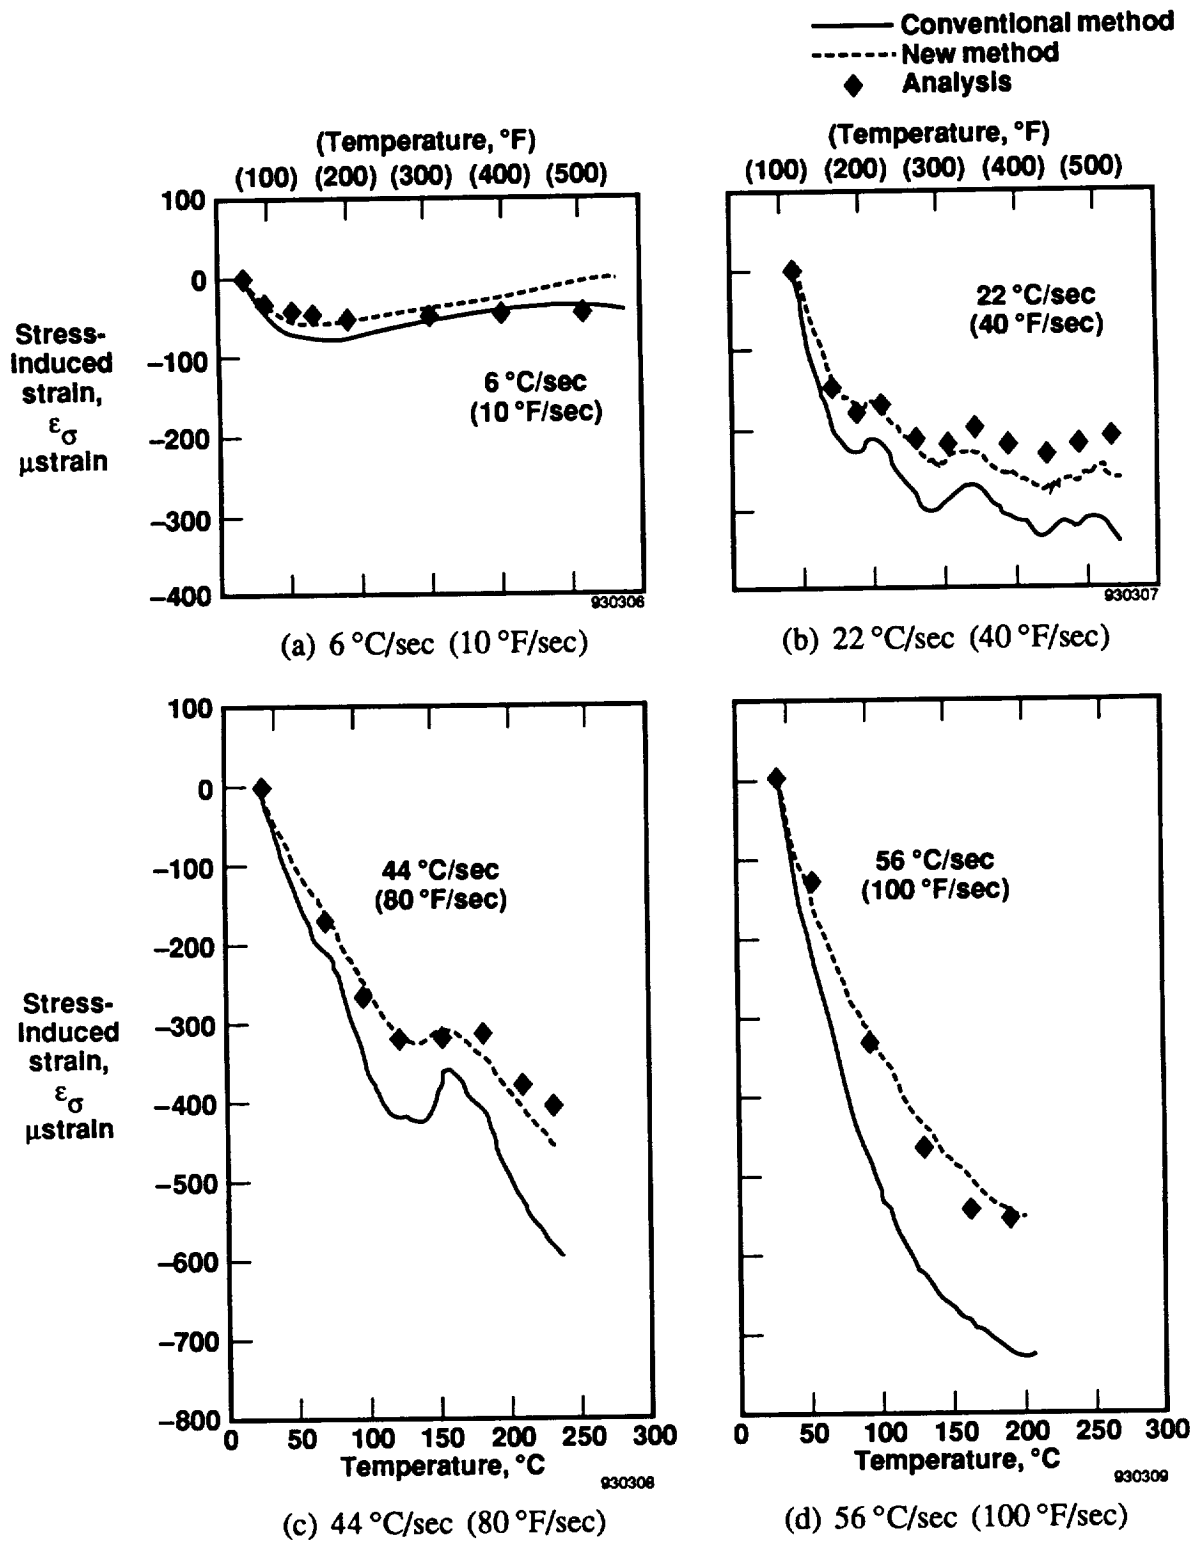 Conventional method
New method
Analysis
(Temperature, °F)
(100) (200) (300) (400) (500)
100
0
−100
−200
−300
−400
Stress-
induced
strain,
εσ
μstrain
6 °C/sec
(10 °F/sec)
930306
(a) 6 °C/sec (10 °F/sec)
(Temperature, °F)
(100) (200) (300) (400) (500)
22 °C/sec
(40 °F/sec)
930307
(b) 22 °C/sec (40 °F/sec)
100
0
−100
−200
−300
−400
−500
−600
−700
−800
Stress-
induced
strain,
εσ
μstrain
44 °C/sec
(80 °F/sec)
0 50 100 150 200 250 300
Temperature, °C
930308
(c) 44 °C/sec (80 °F/sec)
56 °C/sec
(100 °F/sec)
0 50 100 150 200 250 300
Temperature, °C
930309
(d) 56 °C/sec (100 °F/sec)